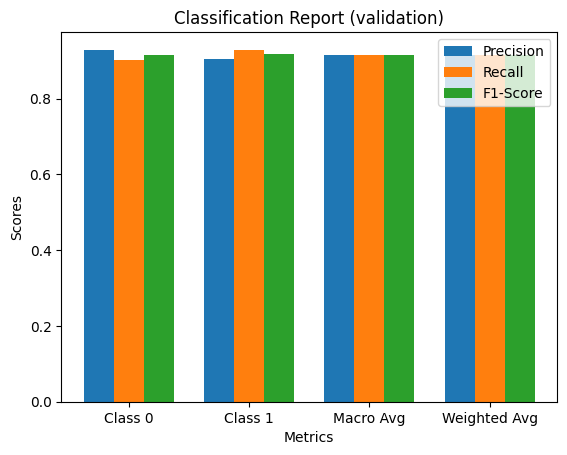 Classification Report (validation)
Precision
Recall
F1-Score
Scores
0.8
0.6
0.4
0.2
0.0
Class 0
Class 1
Macro Avg
Weighted Avg
Metrics